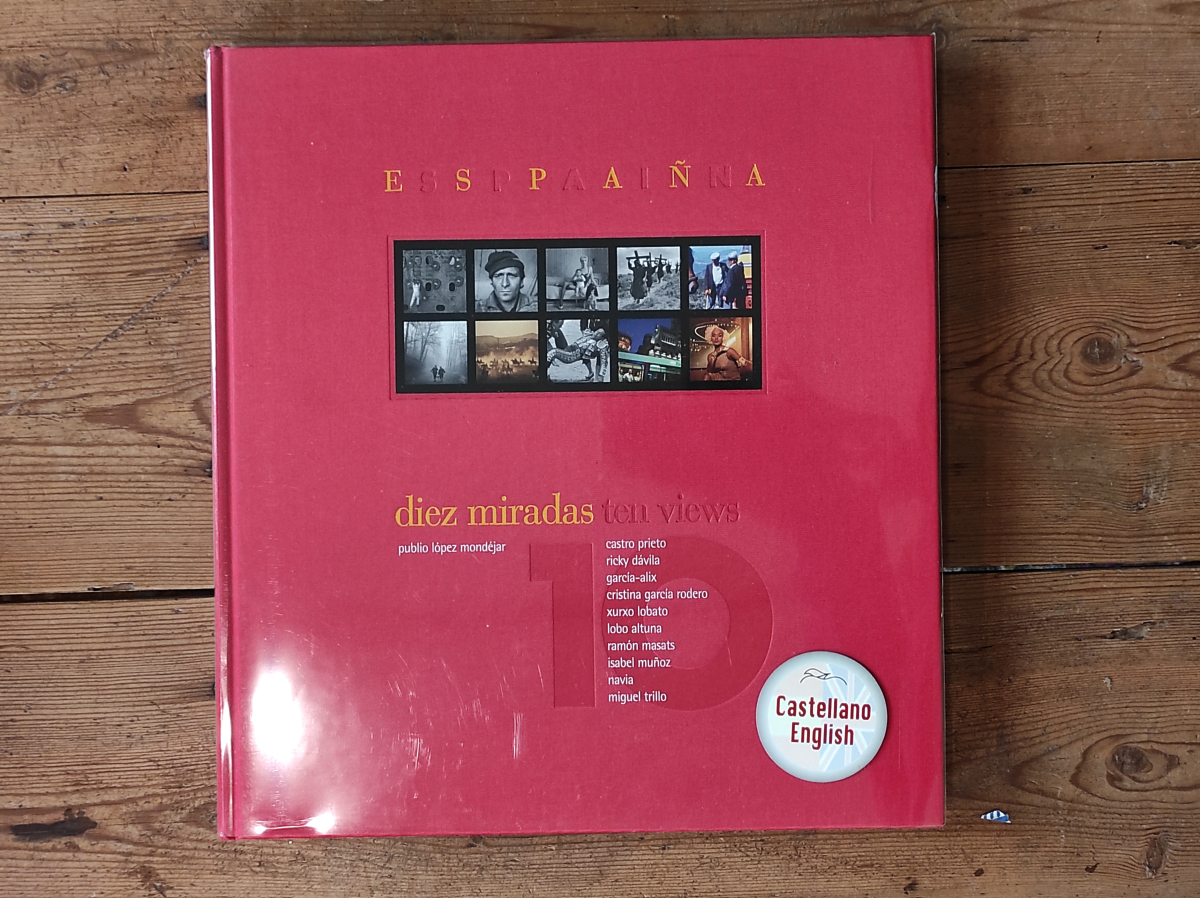 E S S P P A A I Ñ N A
diez miradas ten views
publio lópez mondéjar
10
castro prieto
ricky dávila
garcía-alix
cristina garcía rodero
xurxo lobato
lobo altuna
ramón masats
isabel muñoz
navia
miguel trillo
Castellano
English